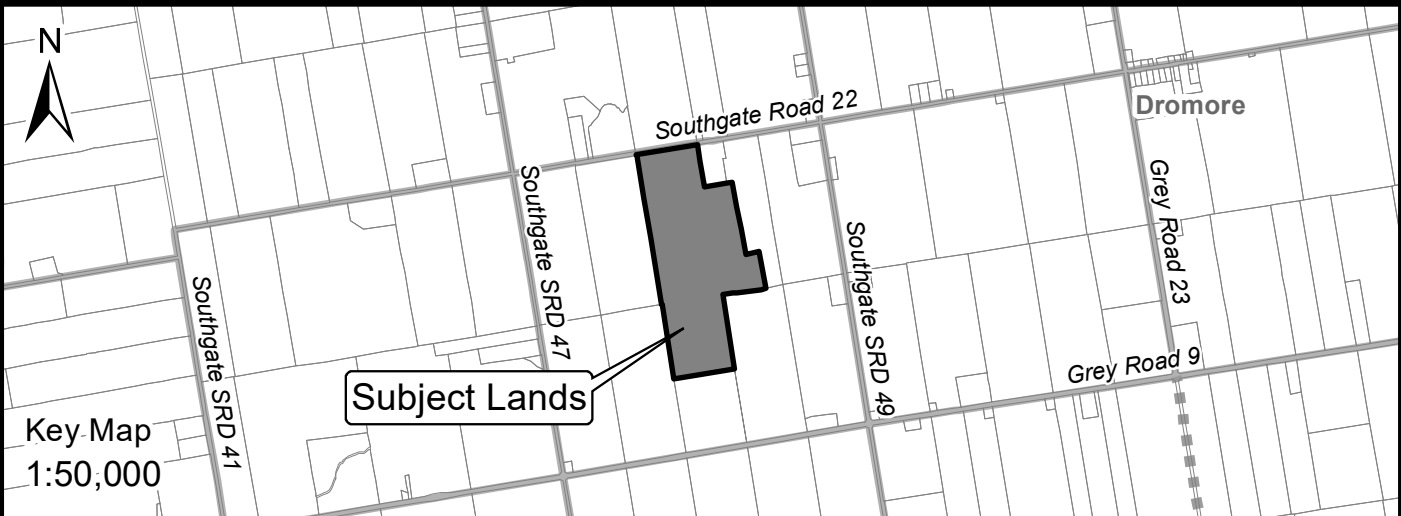 N
Southgate Road 22
Dromore
Southgate SRD 47
Grey Road 23
Southgate SRD 49
Southgate SRD 41
Grey Road 9
Subject Lands
Key Map
1:50,000